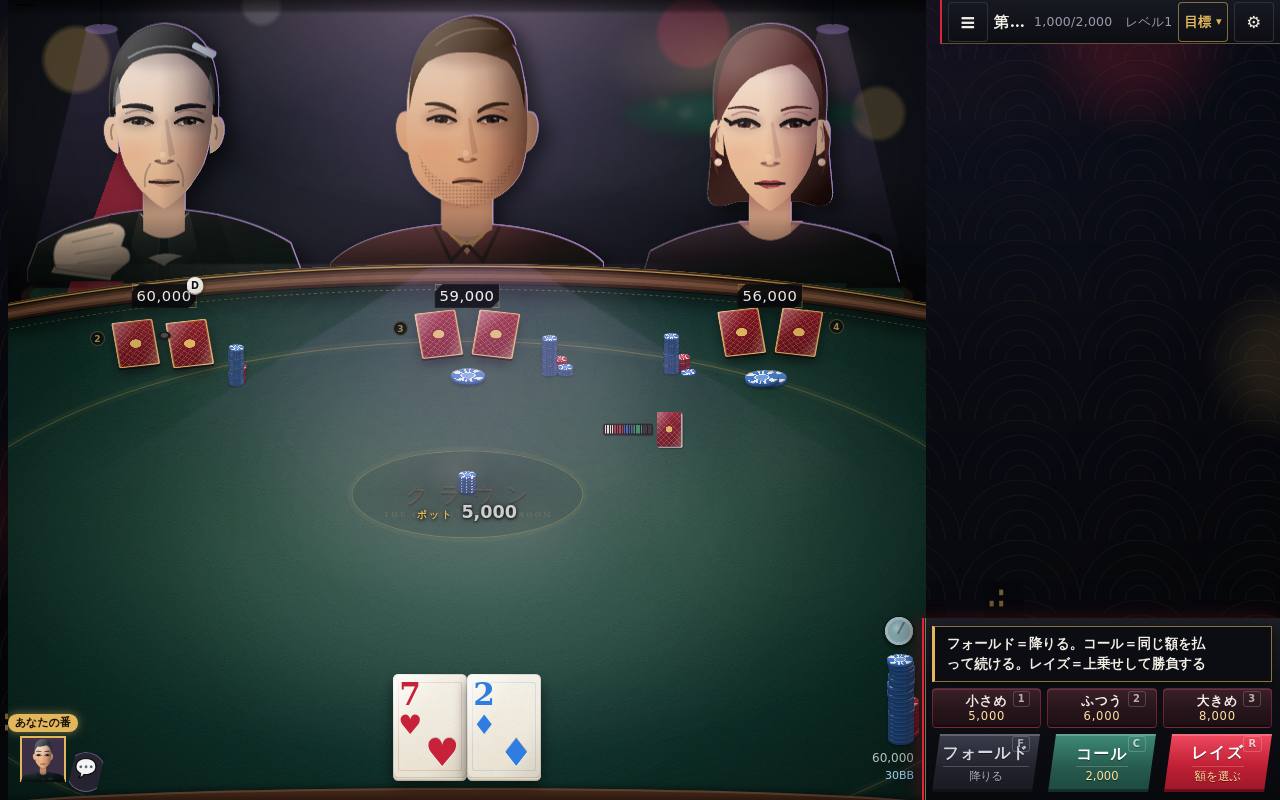 ☰ 第… 1,000/2,000 レベル1 目標 ▾
60,000 D
59,000
56,000
2
3
4
クラウン
ポット 5,000
7
2
60,000
30BB
あなたの番
フォールド＝降りる。コール＝同じ額を払
って続ける。レイズ＝上乗せして勝負する
小さめ 1
5,000
ふつう 2
6,000
大きめ 3
8,000
フォールド F
降りる
コール C
2,000
レイズ R
額を選ぶ